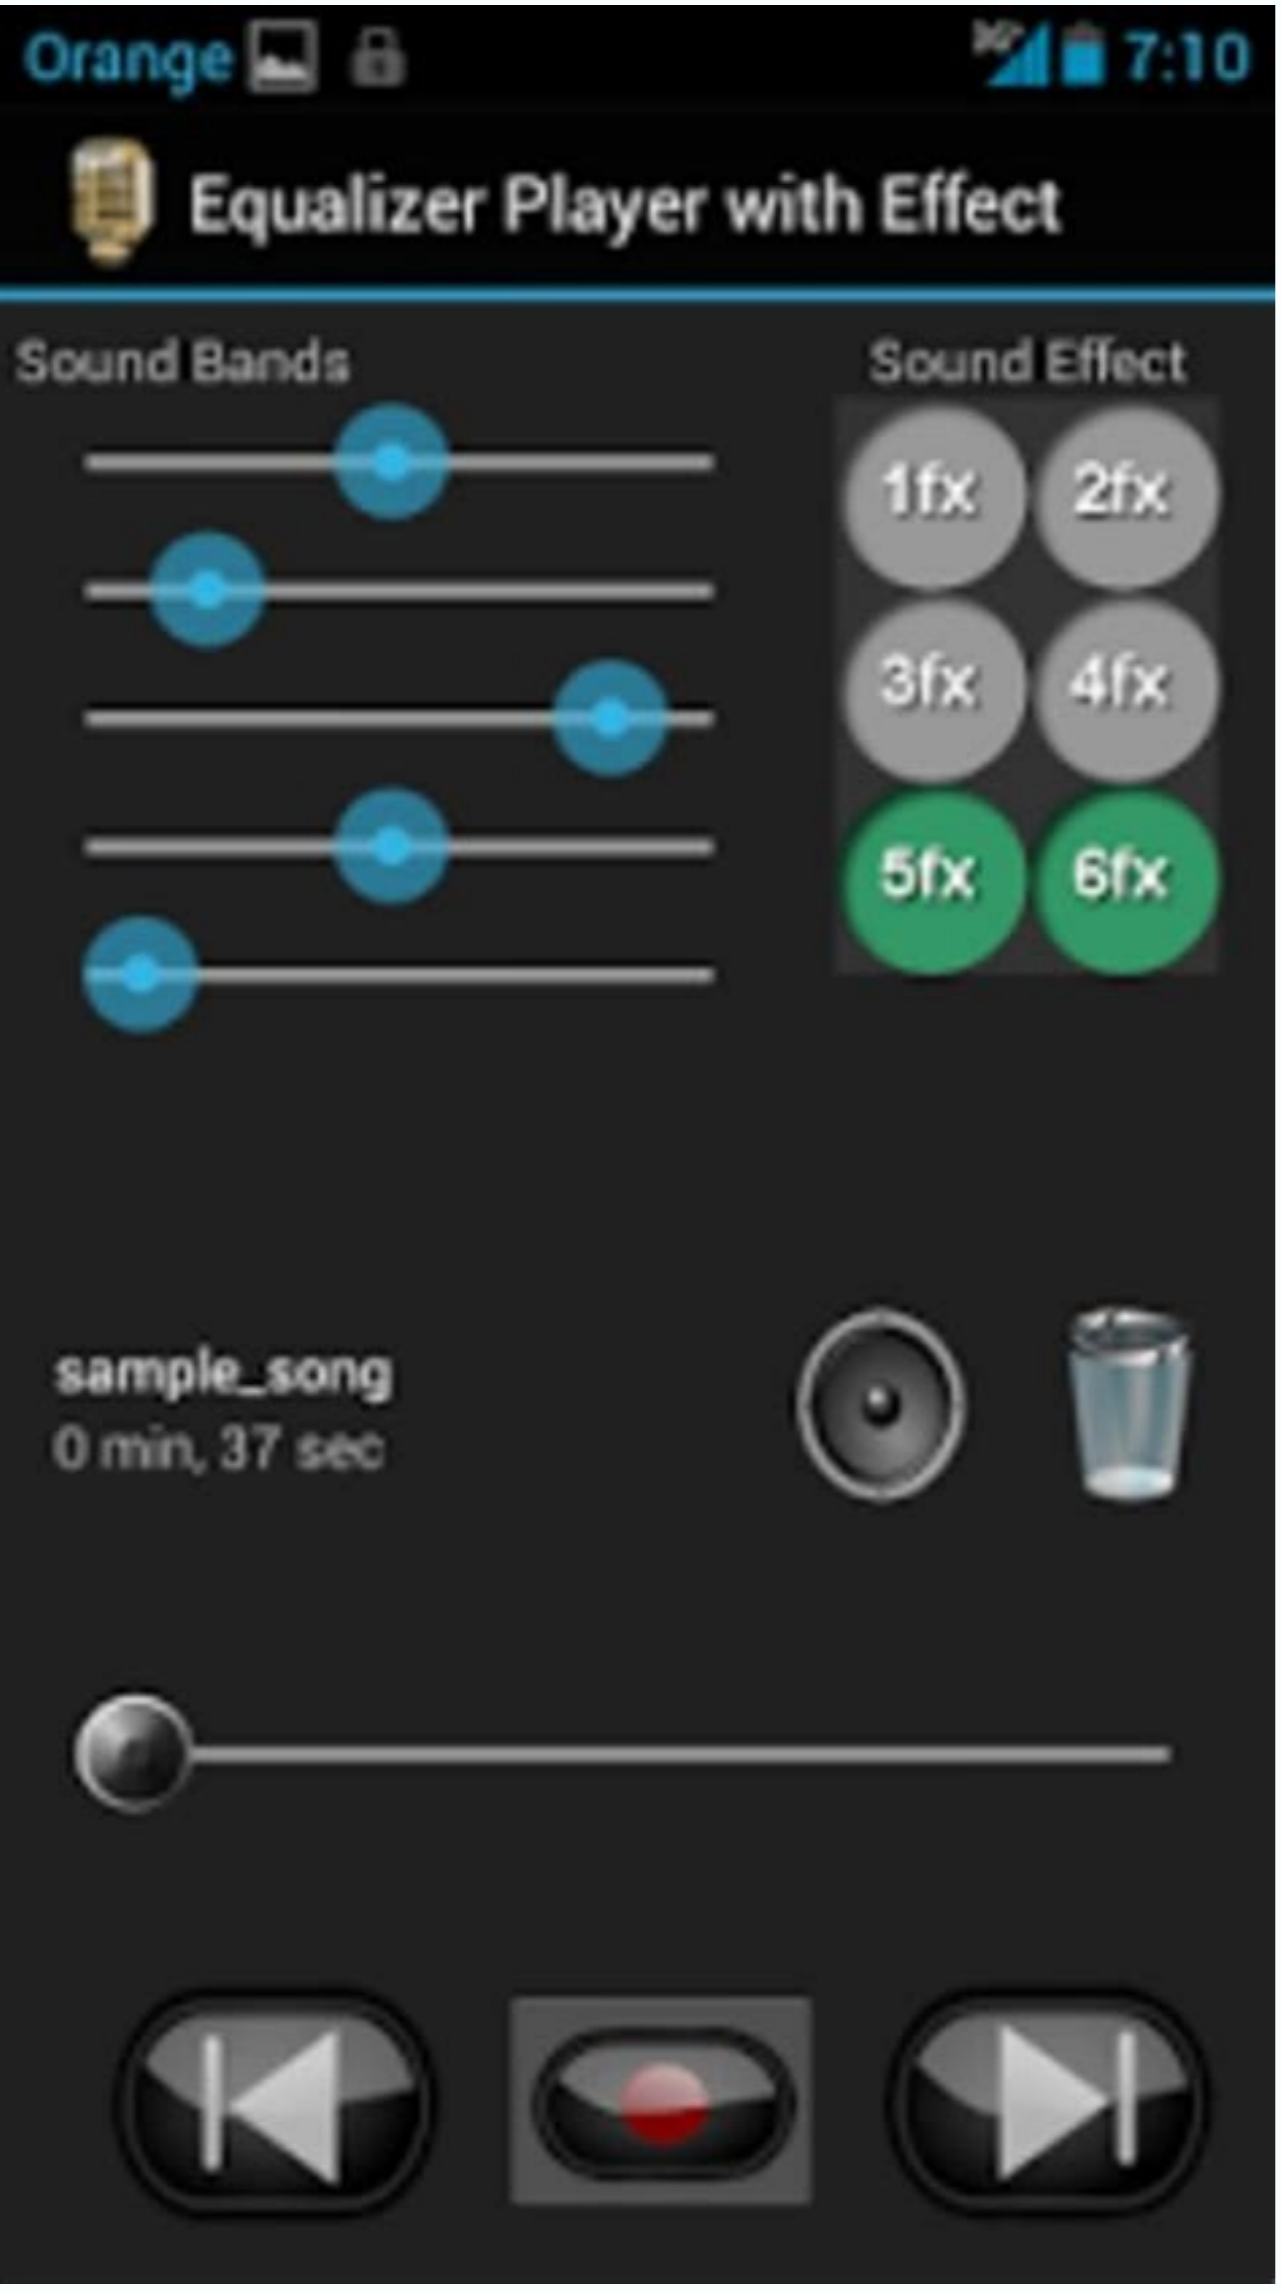 Orange 3G 7:10
Equalizer Player with Effect
Sound Bands
Sound Effect
1fx 2fx
3fx 4fx
5fx 6fx
sample_song
0 min, 37 sec